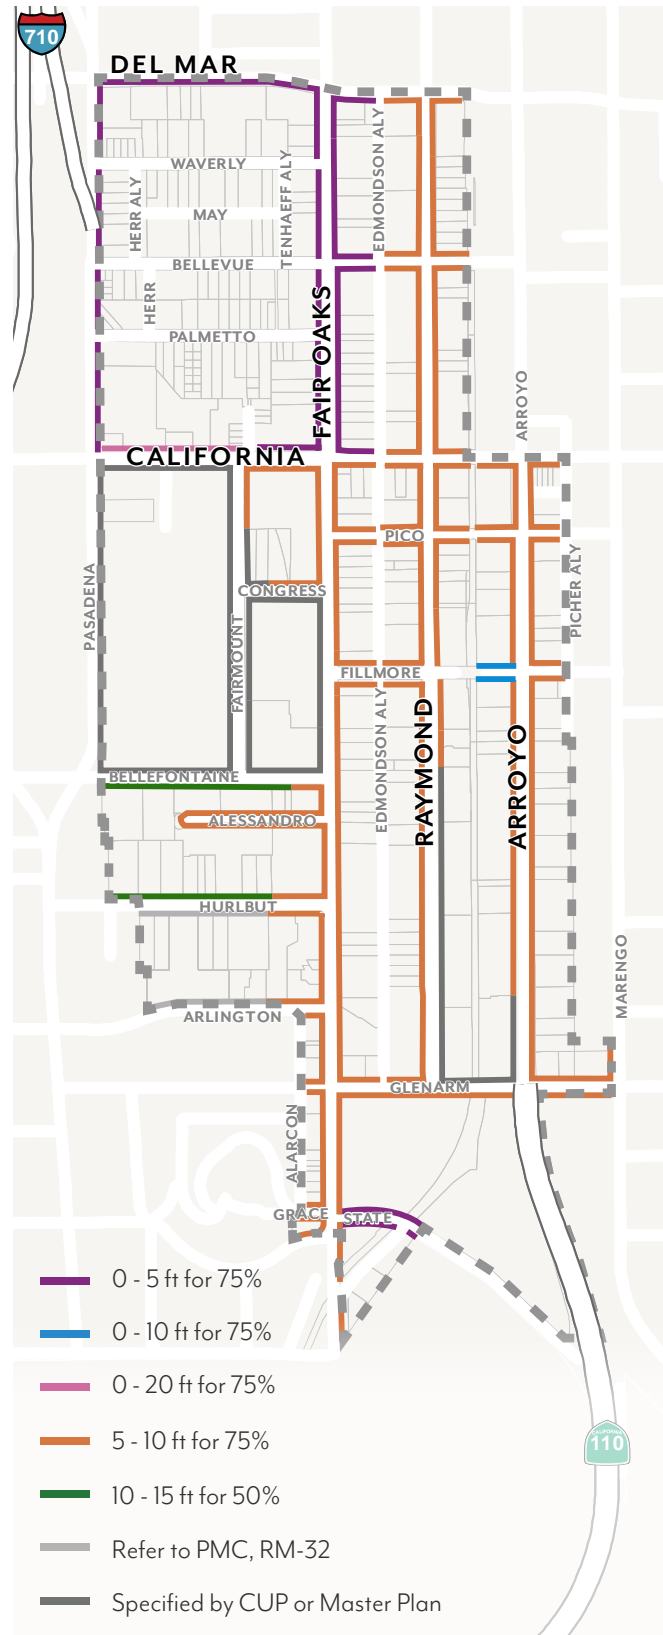 710
DEL MAR
WAVERLY
HERR ALY
MAY
TENHAEFF ALY
EDMONDSON ALY
BELLEVUE
HERR
PALMETTO
FAIR OAKS
ARROYO
CALIFORNIA
PICO
PICHER ALY
PASADENA
CONGRESS
FAIRMOUNT
FILLMORE
EDMONDSON ALY
RAYMOND
ARROYO
BELLEFONTAINE
ALESSANDRO
HURLBUT
MARENGO
ARLINGTON
GLENARM
ALARCON
GRACE
STATE
0 - 5 ft for 75%
0 - 10 ft for 75%
0 - 20 ft for 75%
5 - 10 ft for 75%
CALIFORNIA
110
10 - 15 ft for 50%
Refer to PMC, RM-32
Specified by CUP or Master Plan